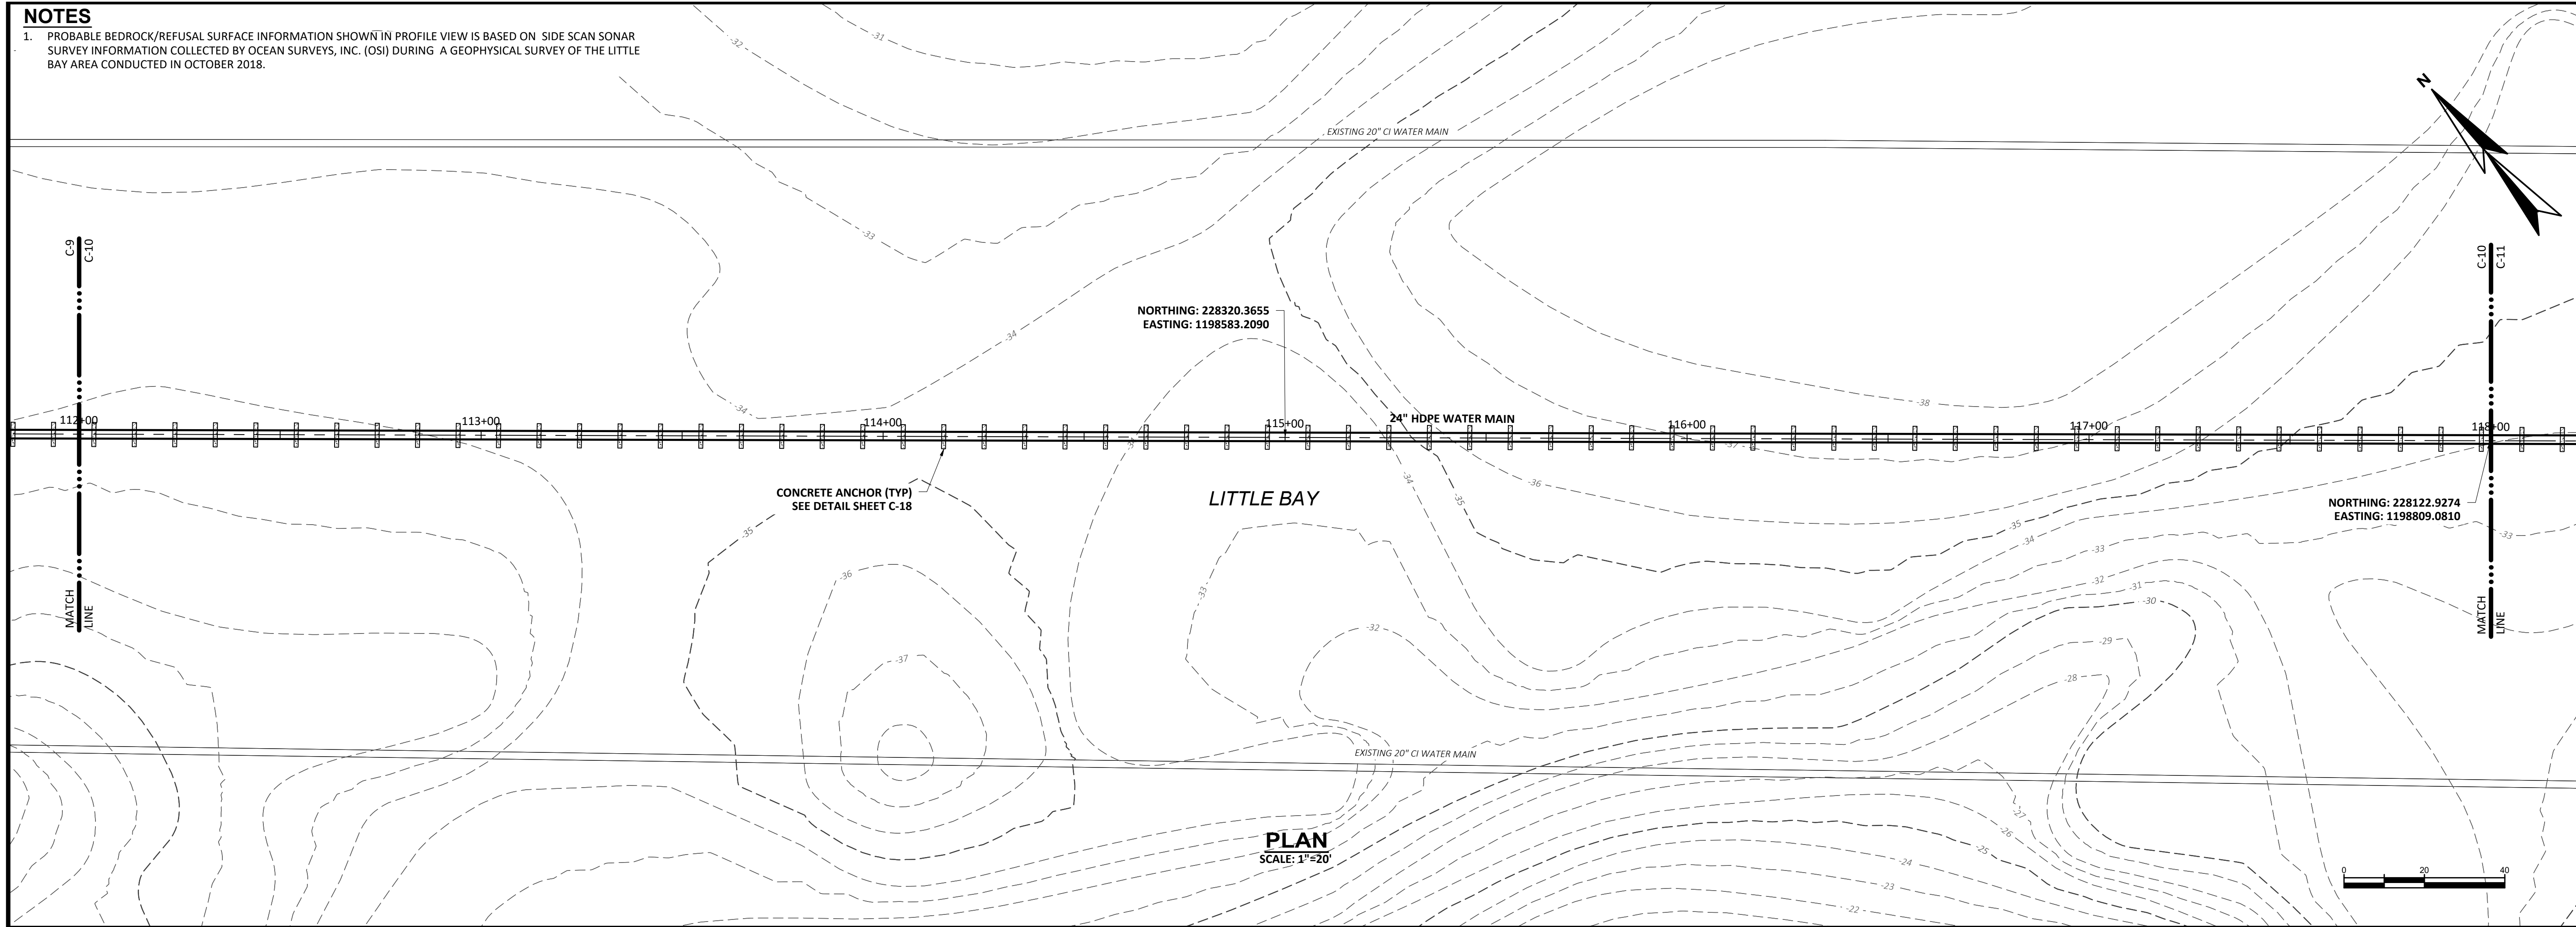 NOTES
1. PROBABLE BEDROCK/REFUSAL SURFACE INFORMATION SHOWN IN PROFILE VIEW IS BASED ON SIDE SCAN SONAR
SURVEY INFORMATION COLLECTED BY OCEAN SURVEYS, INC. (OSI) DURING A GEOPHYSICAL SURVEY OF THE LITTLE
BAY AREA CONDUCTED IN OCTOBER 2018.
-32
-31
N
EXISTING 20" CI WATER MAIN
-33
C-9
C-10
C-10
C-11
NORTHING: 228320.3655
EASTING: 1198583.2090
-34
-34
-38
112+00
113+00
114+00
115+00
24" HDPE WATER MAIN
116+00
117+00
118+00
-34
-37
CONCRETE ANCHOR (TYP)
SEE DETAIL SHEET C-18
LITTLE BAY
-34
-35
-36
NORTHING: 228122.9274
EASTING: 1198809.0810
-35
-35
-34
-33
-33
-36
-33
-32
-31
-30
MATCH
LINE
MATCH
LINE
-32
-29
-37
-28
EXISTING 20" CI WATER MAIN
-27
-26
-25
PLAN
SCALE: 1"=20'
-24
-23
-22
0 20 40